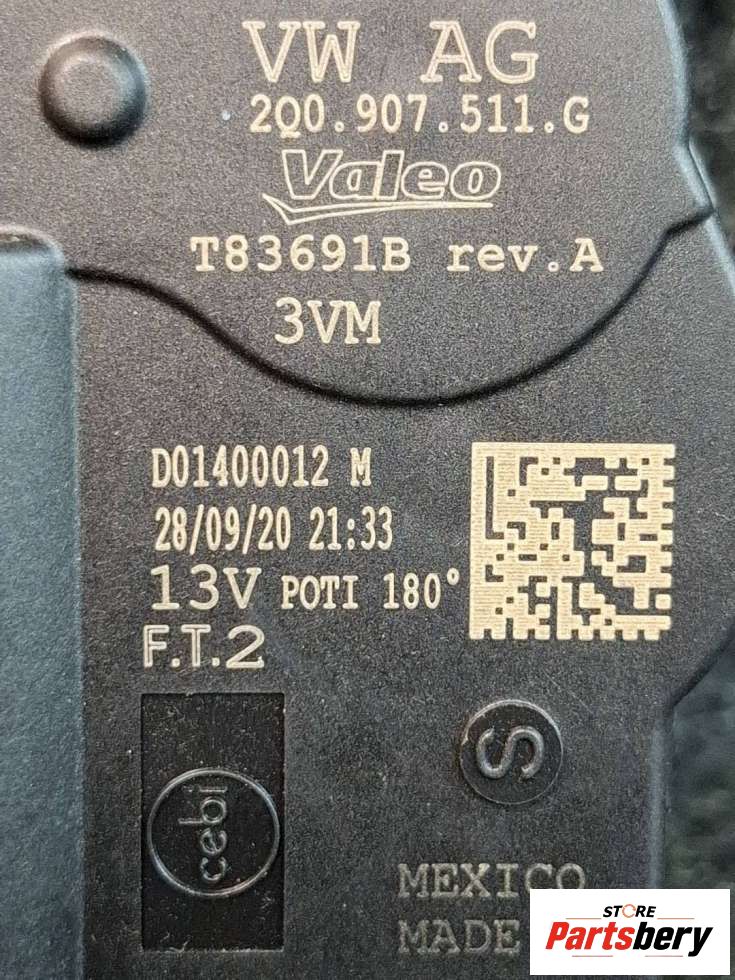 VW AG
2Q0.907.511.G
Valeo
T83691B rev.A
3VM
D01400012 M
28/09/20 21:33
13V POTI 180°
F.T.2
S
cebi
MEXICO
MADE
STORE
Partsbery